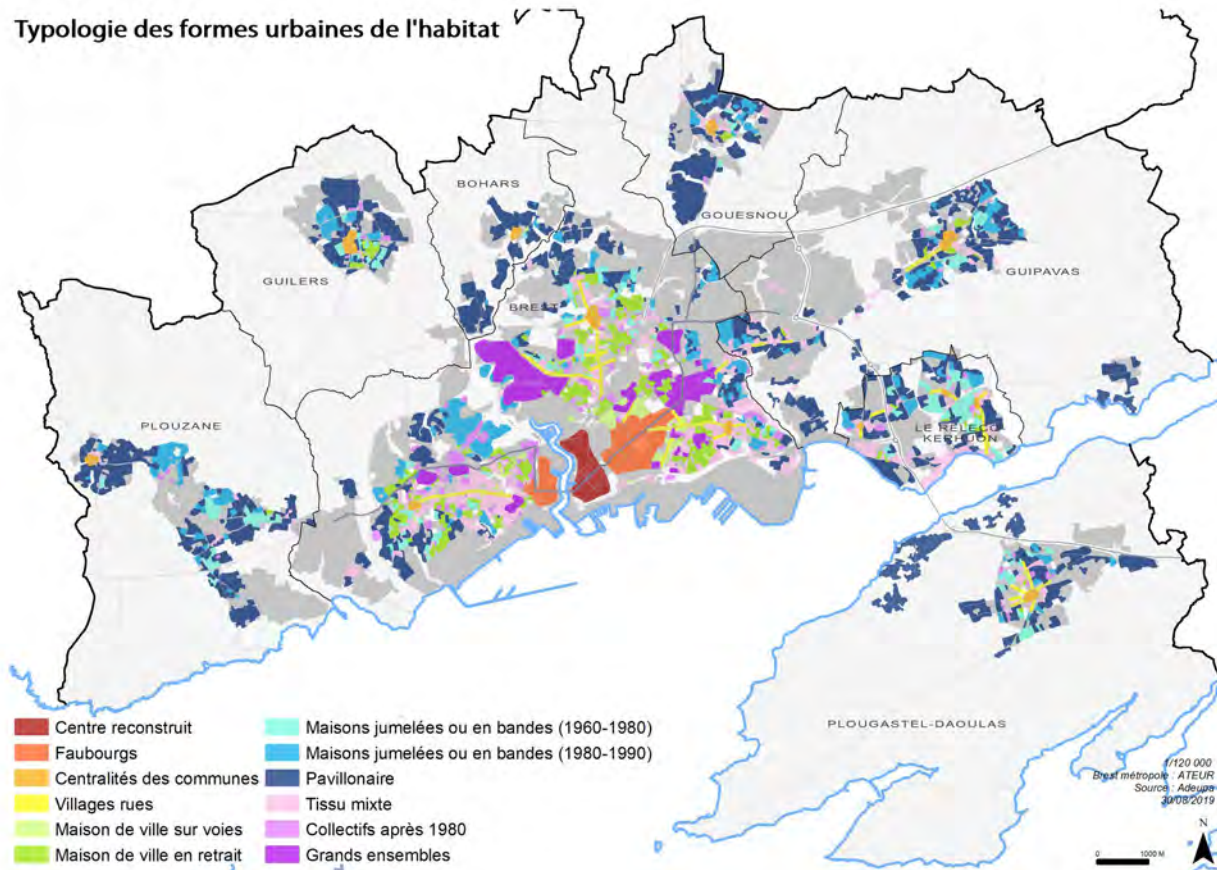 Typologie des formes urbaines de l'habitat
BOHARS
GOUESNOU
GUILERS
GUIPAVAS
BREST
PLOUZANE
LE RELECQ
KERHUON
PLOUGASTEL-DAOULAS
Centre reconstruit
Faubourgs
Centralités des communes
Villages rues
Maison de ville sur voies
Maison de ville en retrait
Maisons jumelées ou en bandes (1960-1980)
Maisons jumelées ou en bandes (1980-1990)
Pavillonaire
Tissu mixte
Collectifs après 1980
Grands ensembles
1/120 000
Brest métropole : ATEUR
Source : Adeupa
30/08/2019
N
0 1000 M